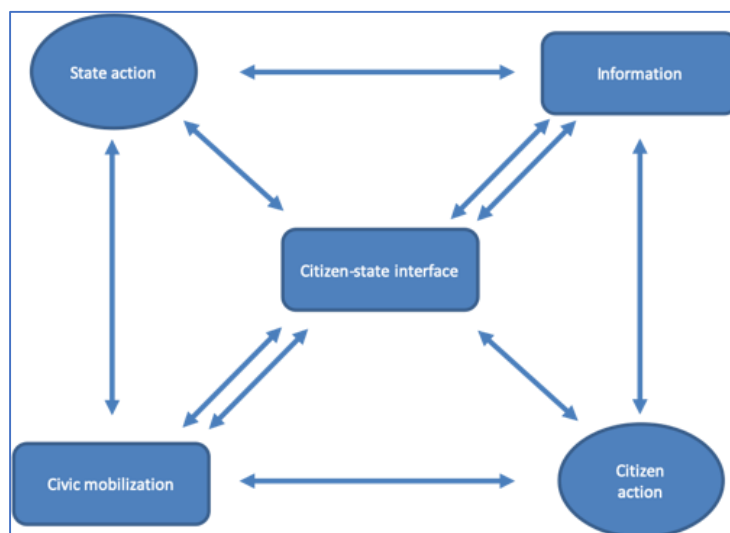 State action
Information
Citizen-state interface
Civic mobilization
Citizen
action